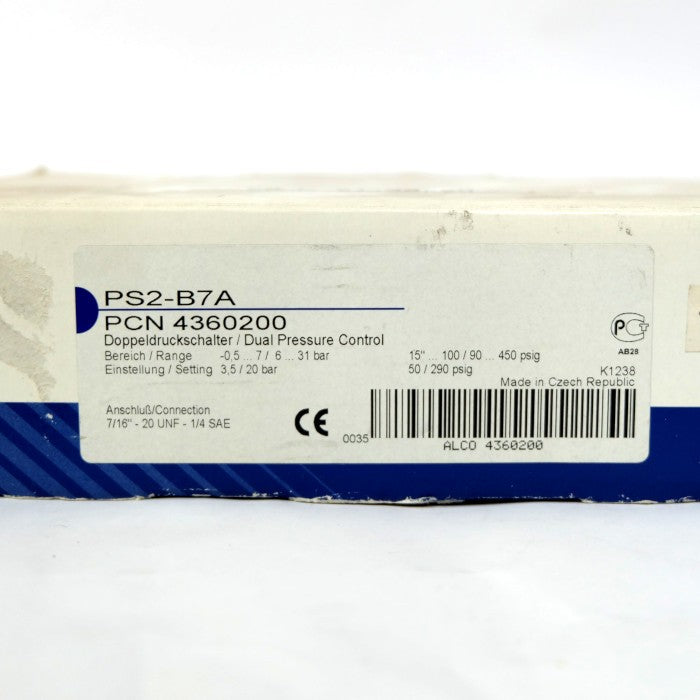 PS2-B7A
PCN 4360200
Doppeldruckschalter / Dual Pressure Control
Bereich / Range -0,5 ... 7 / 6 ... 31 bar 15" ... 100 / 90 ... 450 psig
Einstellung / Setting 3,5 / 20 bar 50 / 290 psig
PCT
AB28
K1238
Made in Czech Republic
Anschluß/Connection
7/16" - 20 UNF - 1/4 SAE
CE 0035
ALCO 4360200